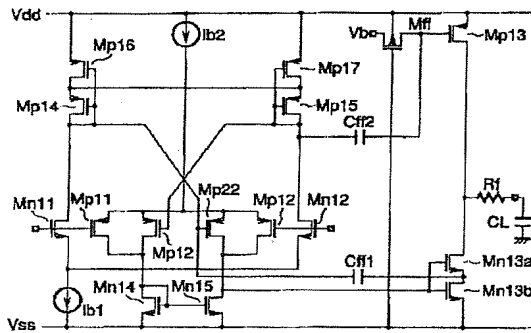 Vdd
Mp16
Ib2
Vb
Mff
Mp13
Mp17
Mp14
Mp15
Cff2
Rf
Mn11
Mp11
Mp22
Mp12
Mn12
CL
Mp12
Mn13a
Cff1
Ib1
Mn14
Mn15
Mn13b
Vss